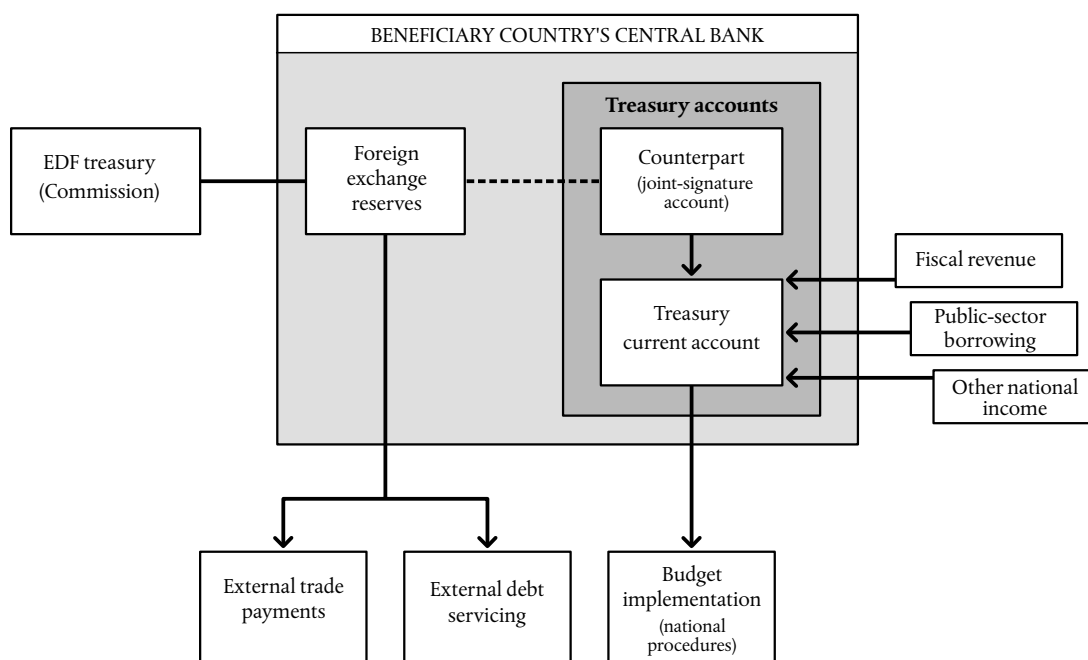 BENEFICIARY COUNTRY'S CENTRAL BANK
Treasury accounts
EDF treasury
(Commission)
Foreign
exchange
reserves
Counterpart
(joint-signature
account)
Fiscal revenue
Treasury
current account
Public-sector
borrowing
Other national
income
External trade
payments
External debt
servicing
Budget
implementation
(national
procedures)